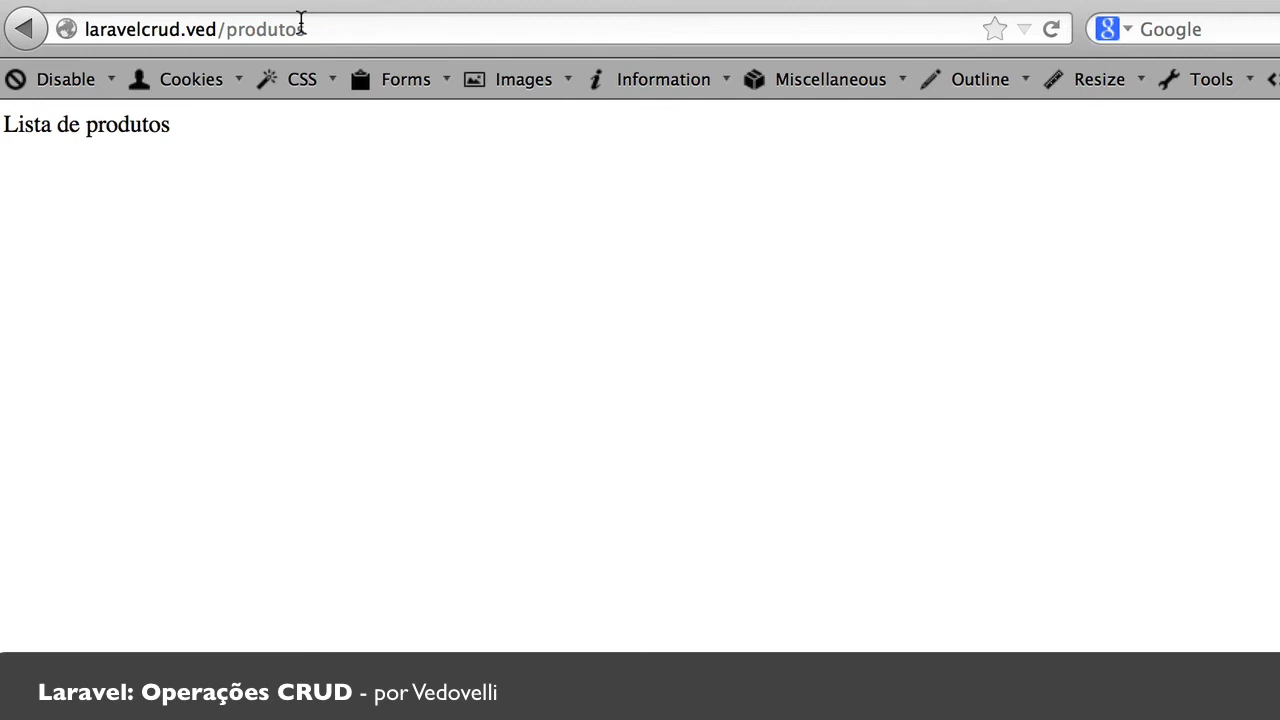 laravelcrud.ved/produtos
Google
Disable Cookies CSS Forms Images Information Miscellaneous Outline Resize Tools
Lista de produtos
Laravel: Operações CRUD - por Vedovelli